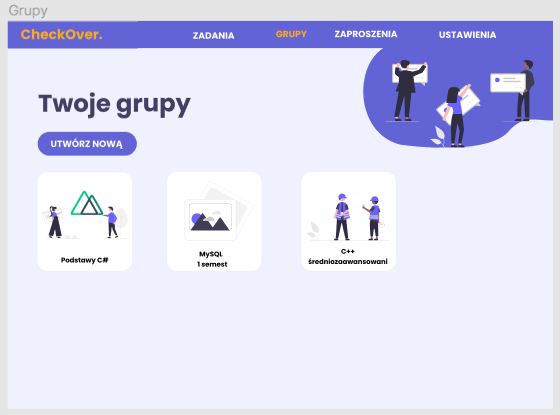 Grupy
CheckOver.
ZADANIA
GRUPY
ZAPROSZENIA
USTAWIENIA
Twoje grupy
UTWÓRZ NOWĄ
Podstawy C#
MySQL
1 semest
C++
średniozaawansowani